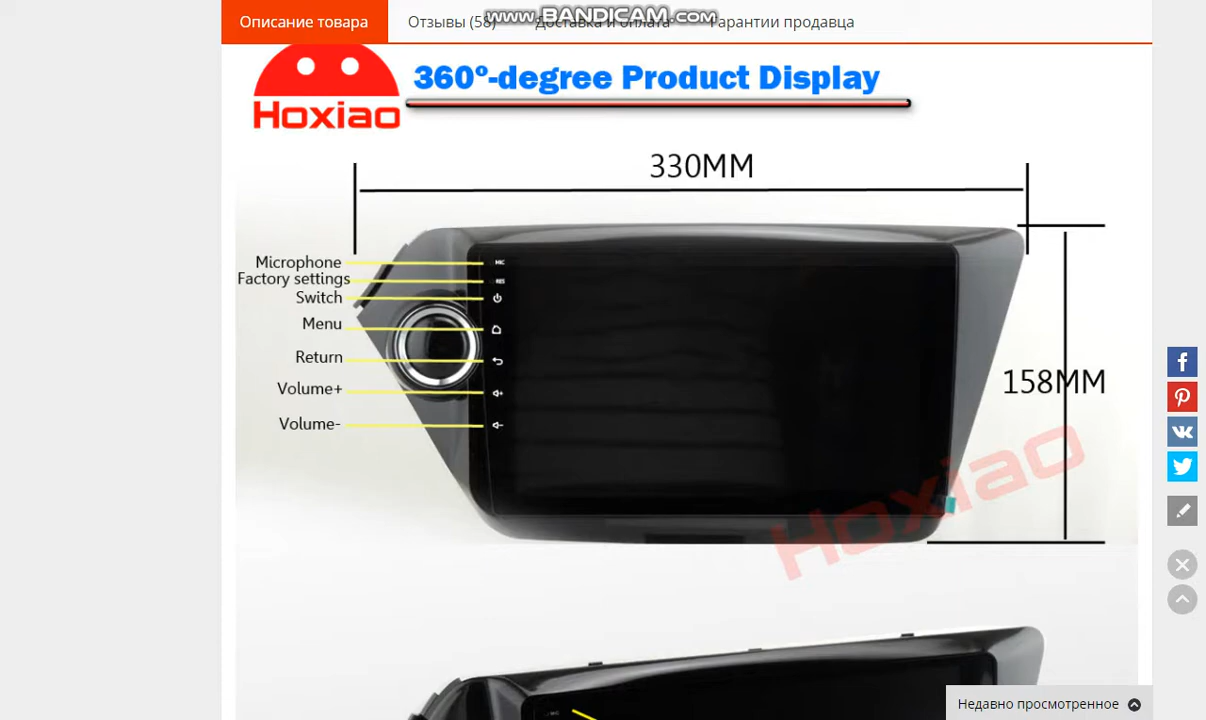 www.BANDICAM.com
Описание товара
Отзывы (58)
Доставка и оплата
Гарантии продавца
Hoxiao
360º-degree Product Display
330MM
Microphone
MIC
Factory settings
RES
Switch
Menu
Return
Volume+
Volume-
158MM
Hoxiao
Недавно просмотренное